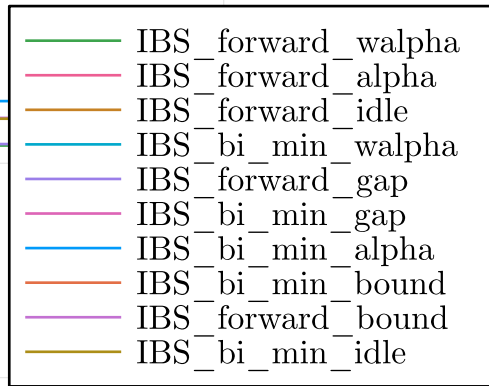 IBS_forward_walpha
IBS_forward_alpha
IBS_forward_idle
IBS_bi_min_walpha
IBS_forward_gap
IBS_bi_min_gap
IBS_bi_min_alpha
IBS_bi_min_bound
IBS_forward_bound
IBS_bi_min_idle